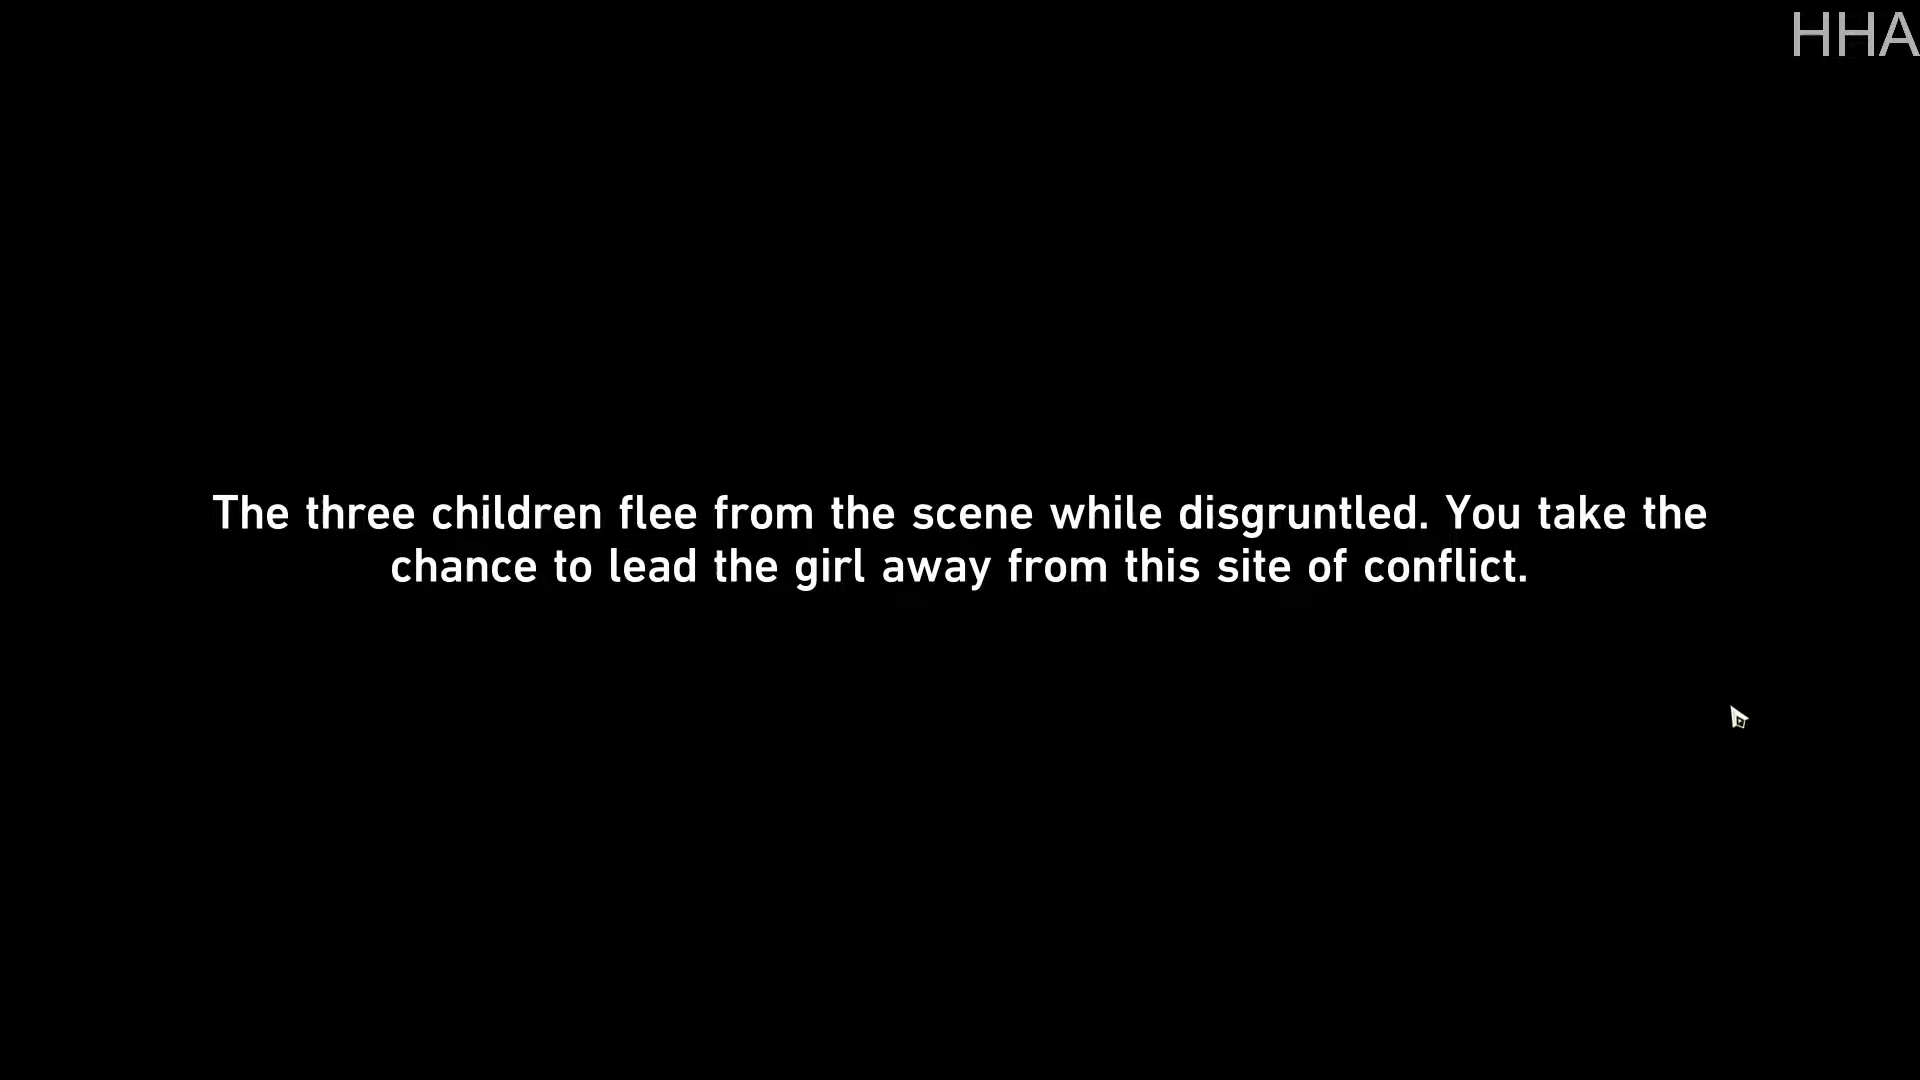 HHA
The three children flee from the scene while disgruntled. You take the
chance to lead the girl away from this site of conflict.